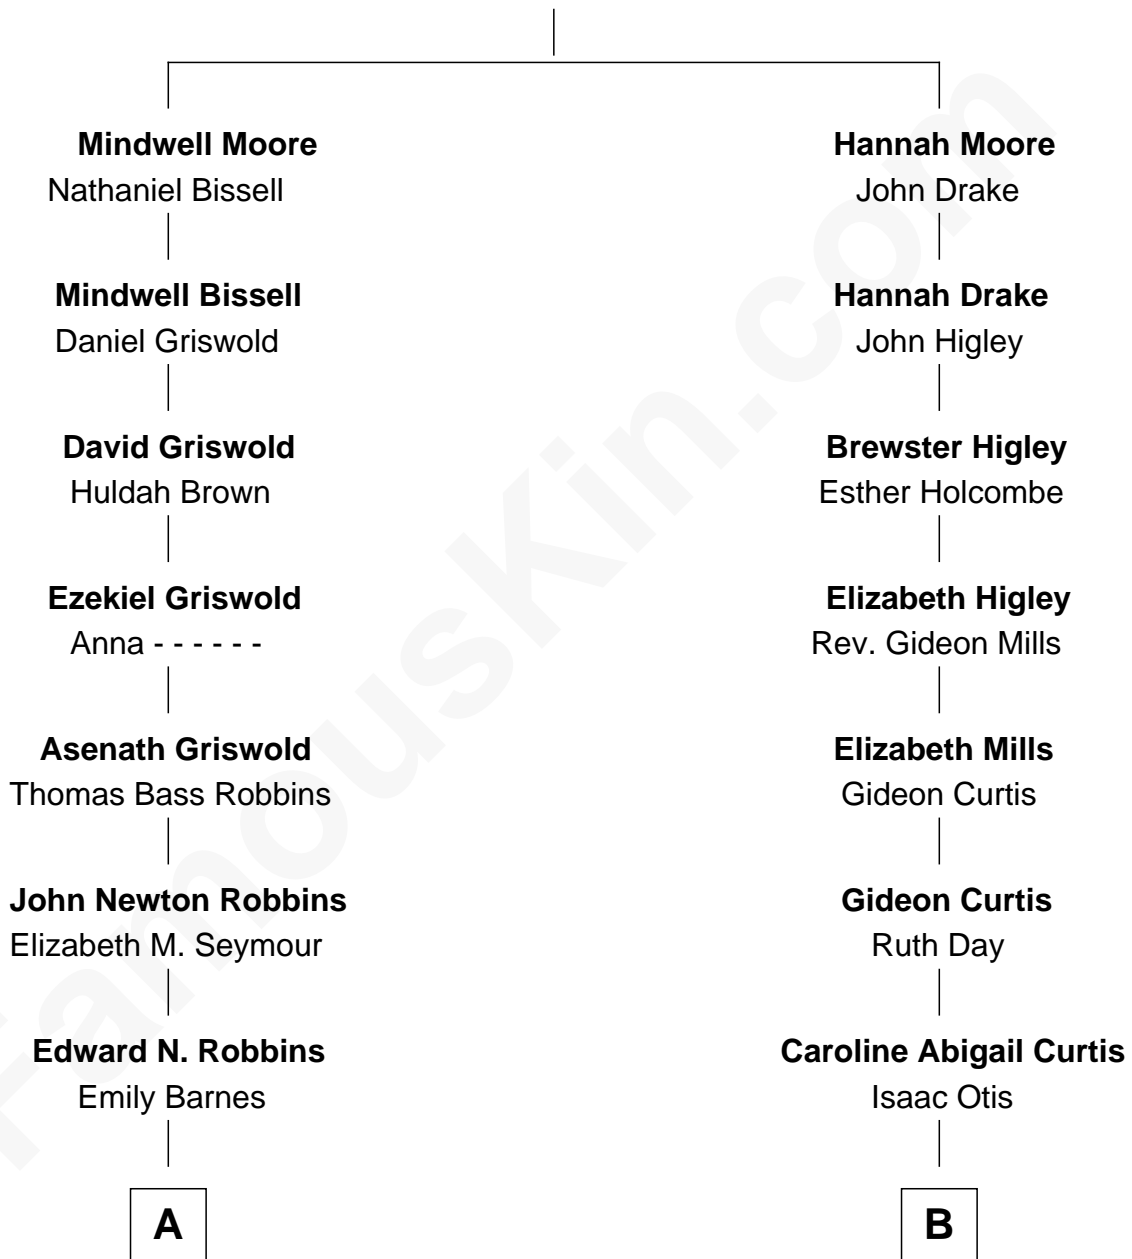 Mindwell Moore
Nathaniel Bissell
Mindwell Bissell
Daniel Griswold
David Griswold
Huldah Brown
Ezekiel Griswold
Anna - - - - - -
Asenath Griswold
Thomas Bass Robbins
John Newton Robbins
Elizabeth M. Seymour
Edward N. Robbins
Emily Barnes
A
Hannah Moore
John Drake
Hannah Drake
John Higley
Brewster Higley
Esther Holcombe
Elizabeth Higley
Rev. Gideon Mills
Elizabeth Mills
Gideon Curtis
Gideon Curtis
Ruth Day
Caroline Abigail Curtis
Isaac Otis
B
FamousKin.com